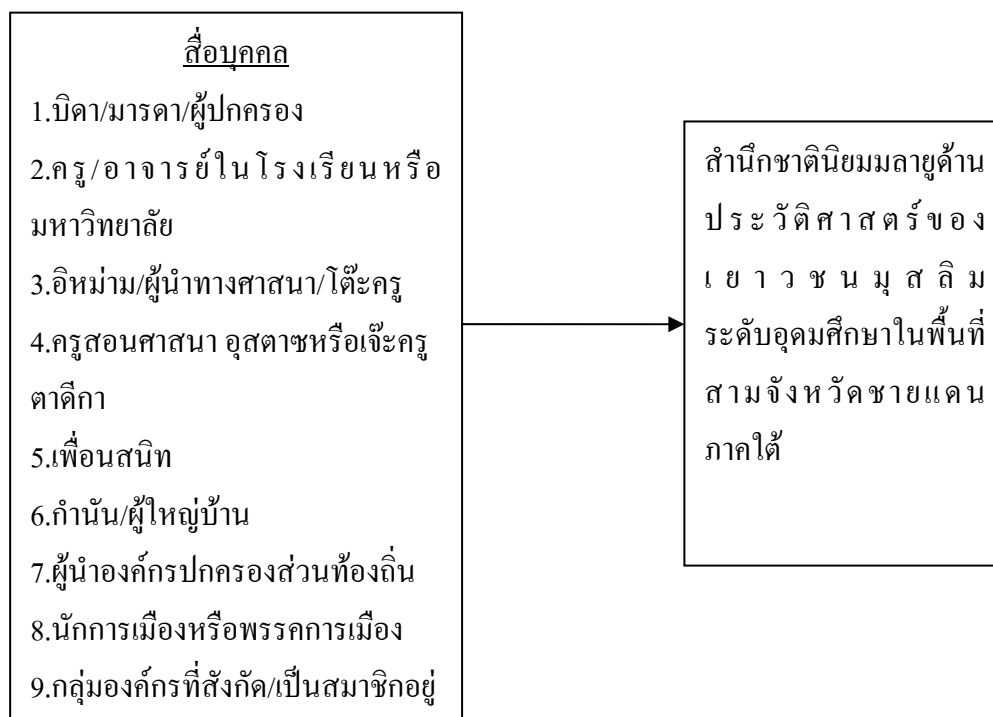 สื่อบุคคล
1.บิดา/มารดา/ผู้ปกครอง
2.ครู/อาจารย์ในโรงเรียนหรือ
มหาวิทยาลัย
3.อิหม่าม/ผู้นำทางศาสนา/โต๊ะครู
4.ครูสอนศาสนา อุสตาซหรือเจ๊ะครู
ตาดีกา
5.เพื่อนสนิท
6.กำนัน/ผู้ใหญ่บ้าน
7.ผู้นำองค์กรปกครองส่วนท้องถิ่น
8.นักการเมืองหรือพรรคการเมือง
9.กลุ่มองค์กรที่สังกัด/เป็นสมาชิกอยู่
สำนึกชาตินิยมมลายูด้าน
ประวัติศาสตร์ของ
เยาวชนมุสลิม
ระดับอุดมศึกษาในพื้นที่
สามจังหวัดชายแดน
ภาคใต้